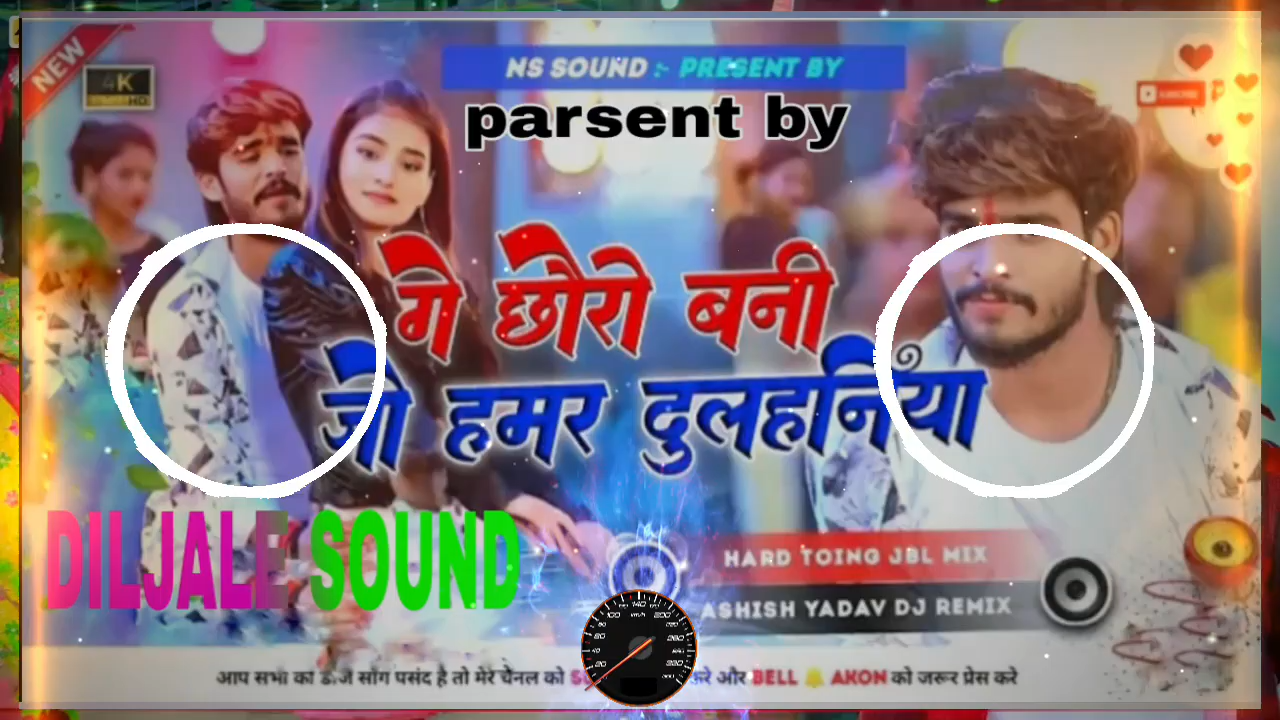 NEW
4K
NS SOUND :- PRESENT BY
parsent by
गे छौरो बनी
जो हमर दुलहनिया
DILJALE SOUND
HARD TOING JBL MIX
ASHISH YADAV DJ REMIX
आप सभी को डीजे सॉंग पसंद है तो मेरे चैनल को और BELL 🔔 AKON को जरूर प्रेस करे